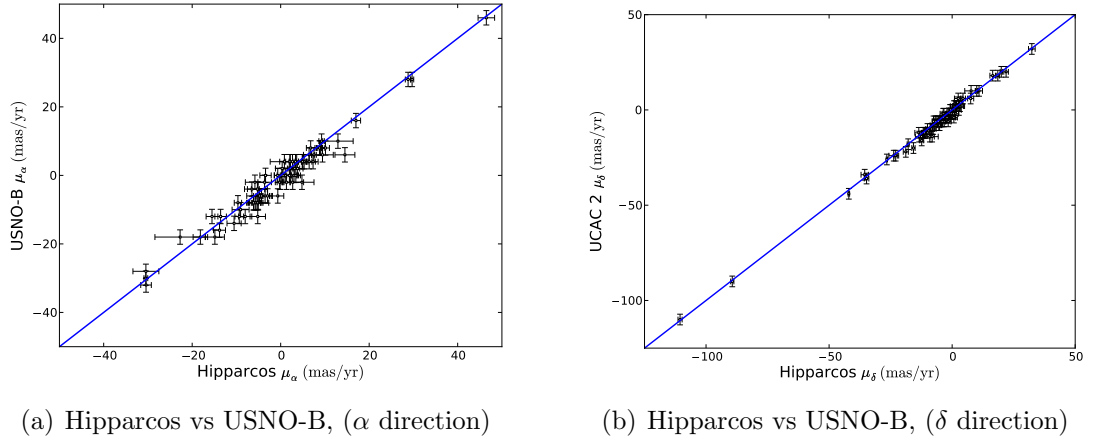 USNO-B μα (mas/yr)
40
20
0
−20
−40
−40 −20 0 20 40
Hipparcos μα (mas/yr)
UCAC 2 μδ (mas/yr)
50
0
−50
−100
−100 −50 0 50
Hipparcos μδ (mas/yr)
(a) Hipparcos vs USNO-B, (α direction)
(b) Hipparcos vs USNO-B, (δ direction)